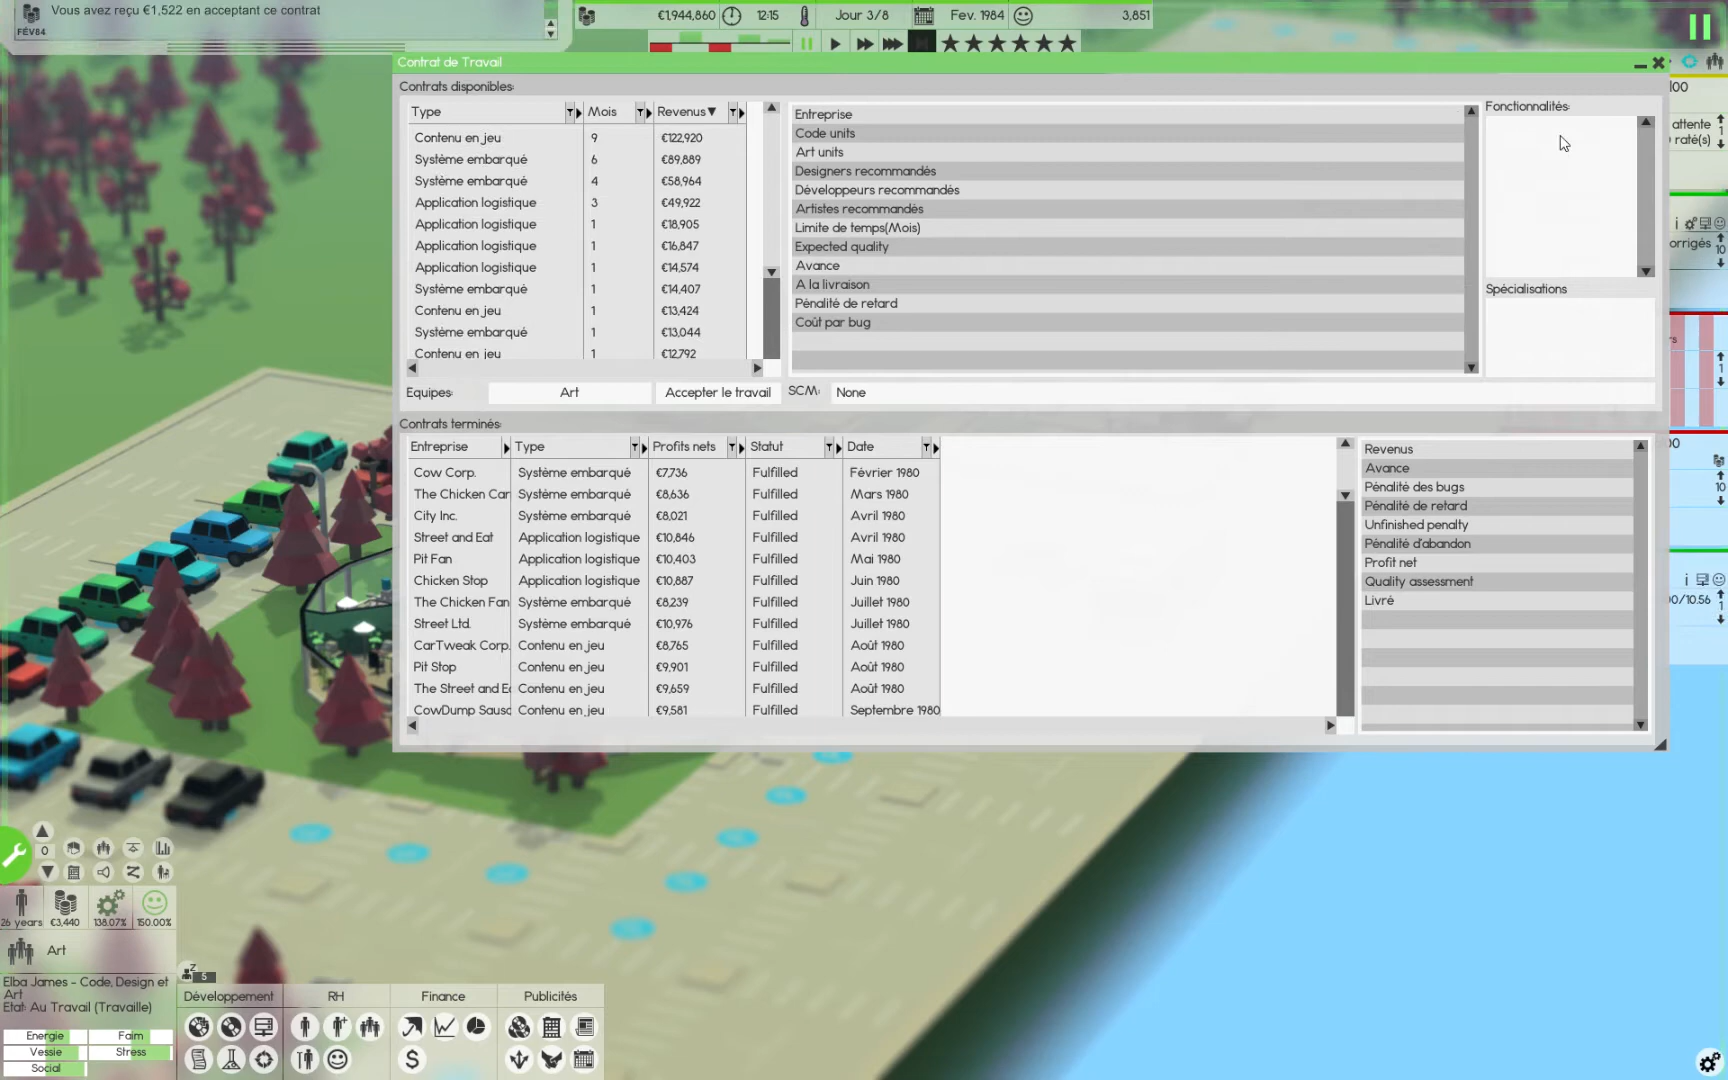 Vous avez reçu €1,522 en acceptant ce contrat
FÉV84
€1,944,860
12:15
Jour 3/8
Fev. 1984
3,851
Contrat de Travail
Contrats disponibles:
Type Mois Revenus▼
Contenu en jeu 9 €122,920
Système embarqué 6 €89,889
Système embarqué 4 €58,964
Application logistique 3 €49,922
Application logistique 1 €18,905
Application logistique 1 €16,847
Application logistique 1 €14,574
Système embarqué 1 €14,407
Contenu en jeu 1 €13,424
Système embarqué 1 €13,044
Contenu en jeu 1 €12,792
Entreprise
Code units
Art units
Designers recommandés
Développeurs recommandés
Artistes recommandés
Limite de temps(Mois)
Expected quality
Avance
A la livraison
Pénalité de retard
Coût par bug
Fonctionnalités:
Spécialisations
Equipes: Art Accepter le travail SCM: None
Contrats terminés:
Entreprise Type Profits nets Statut Date
Cow Corp. Système embarqué €7,736 Fulfilled Février 1980
The Chicken Car Système embarqué €8,636 Fulfilled Mars 1980
City Inc. Système embarqué €8,021 Fulfilled Avril 1980
Street and Eat Application logistique €10,846 Fulfilled Avril 1980
Pit Fan Application logistique €10,403 Fulfilled Mai 1980
Chicken Stop Application logistique €10,887 Fulfilled Juin 1980
The Chicken Fan Système embarqué €8,239 Fulfilled Juillet 1980
Street Ltd. Système embarqué €10,976 Fulfilled Juillet 1980
CarTweak Corp. Contenu en jeu €8,765 Fulfilled Août 1980
Pit Stop Contenu en jeu €9,901 Fulfilled Août 1980
The Street and E Contenu en jeu €9,659 Fulfilled Août 1980
CowDump Sausc Contenu en jeu €9,581 Fulfilled Septembre 1980
Revenus
Avance
Pénalité des bugs
Pénalité de retard
Unfinished penalty
Pénalité d'abandon
Profit net
Quality assessment
Livré
attente
raté(s)
1
orrigés
10
1
10
0/10.56
1
0
26 years €3,440 138.07% 150.00%
Art
Elba James - Code, Design et
Art
Etat: Au Travail (Travaille)
Energie Faim
Vessie Stress
Social
5
Développement RH Finance Publicités